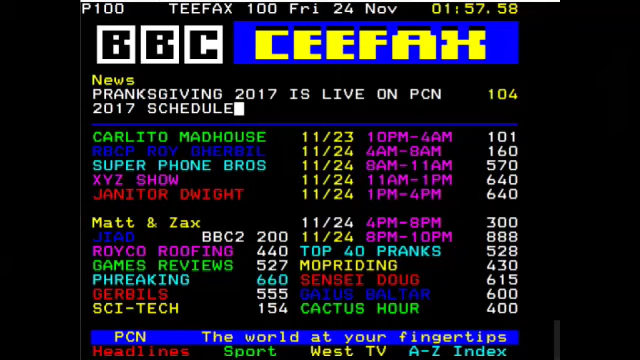 P100 TEEFAX 100 Fri 24 Nov 01:57.58
BBC CEEFAX
News
PRANKSGIVING 2017 IS LIVE ON PCN 104
2017 SCHEDULE
CARLITO MADHOUSE 11/23 10PM-4AM 101
RBCP ROY GHERBIL 11/24 4AM-8AM 160
SUPER PHONE BROS 11/24 8AM-11AM 570
XYZ SHOW 11/24 11AM-1PM 640
JANITOR DWIGHT 11/24 1PM-4PM 640
Matt & Zax 11/24 4PM-8PM 300
JIAD BBC2 200 11/24 8PM-10PM 888
ROYCO ROOFING 440 TOP 40 PRANKS 528
GAMES REVIEWS 527 MOPRIDING 430
PHREAKING 660 SENSEI DOUG 615
GERBILS 555 GAIUS BALTAR 600
SCI-TECH 154 CACTUS HOUR 400
PCN The world at your fingertips
Headlines Sport West TV A-Z Index